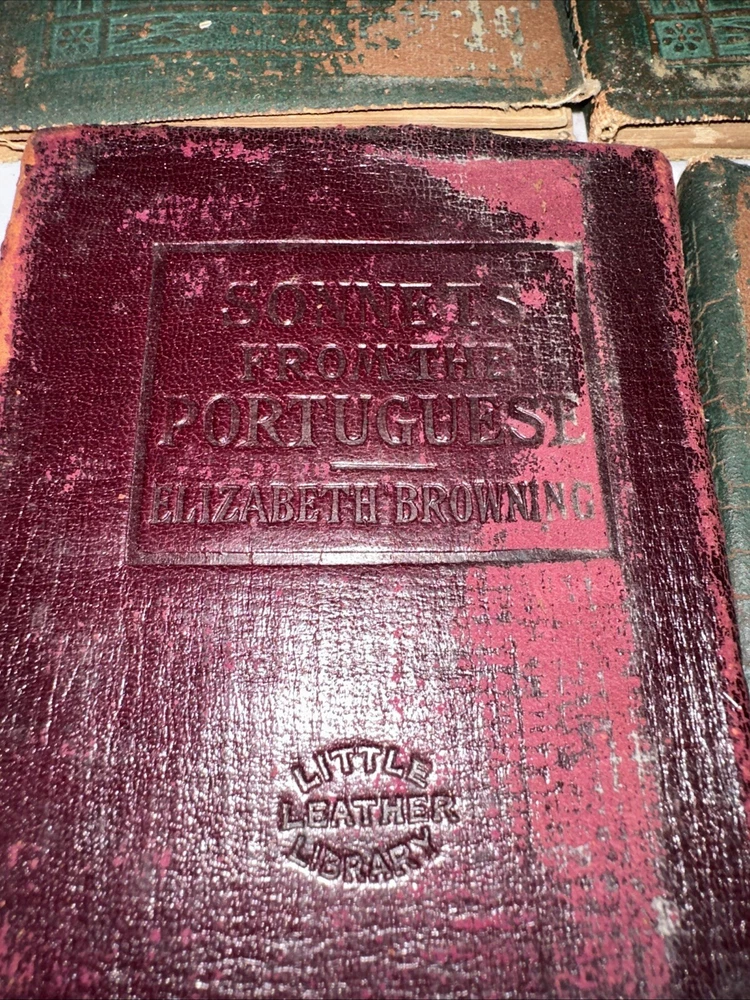 SONNETS
FROM THE
PORTUGUESE
ELIZABETH BROWNING
LITTLE
LEATHER
LIBRARY